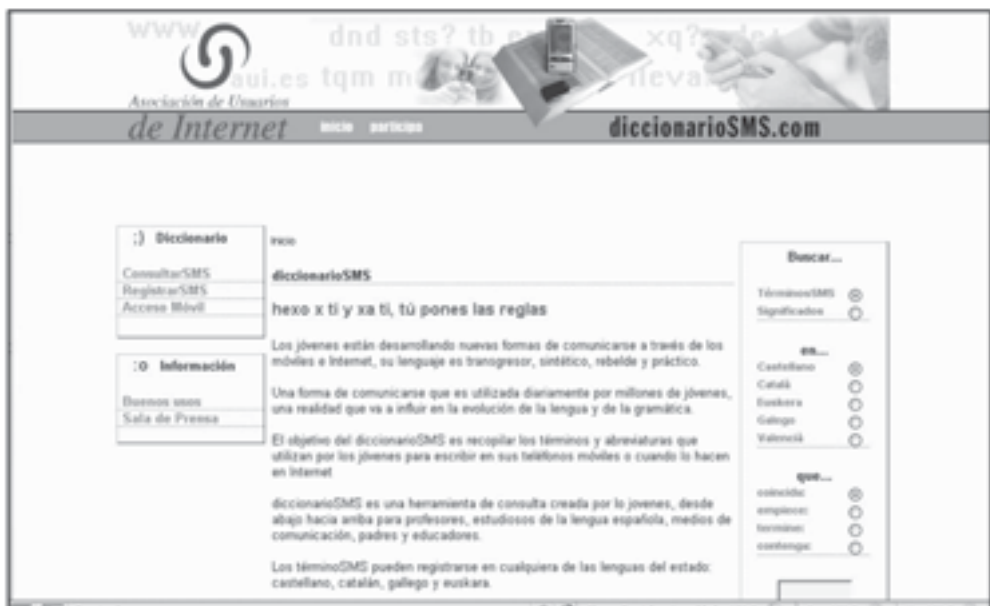 www
dnd sts? tb
xq?
aui.es tqm
lleva
Asociación de Usuarios
de Internet
inicio participa
diccionarioSMS.com
:) Diccionario
ConsultarSMS
RegistrarSMS
Acceso Móvil
:o Información
Buenos usos
Sala de Prensa
Inicio
diccionarioSMS
hexo x ti y xa ti, tú pones las reglas
Los jóvenes están desarrollando nuevas formas de comunicarse a través de los
móviles e Internet, su lenguaje es transgresor, sintético, rebelde y práctico.
Una forma de comunicarse que es utilizada diariamente por millones de jóvenes,
una realidad que va a influir en la evolución de la lengua y de la gramática.
El objetivo del diccionarioSMS es recopilar los términos y abreviaturas que
utilizan por los jóvenes para escribir en sus teléfonos móviles o cuando lo hacen
en Internet
diccionarioSMS es una herramienta de consulta creada por lo jovenes, desde
abajo hacia arriba para profesores, estudiosos de la lengua española, medios de
comunicación, padres y educadores.
Los términoSMS pueden registrarse en cualquiera de las lenguas del estado:
castellano, catalán, gallego y euskara.
Buscar...
TérminosSMS
Significados
en...
Castellano
Català
Euskera
Galego
Valencià
que...
coincida:
empiece:
termine:
contenga: